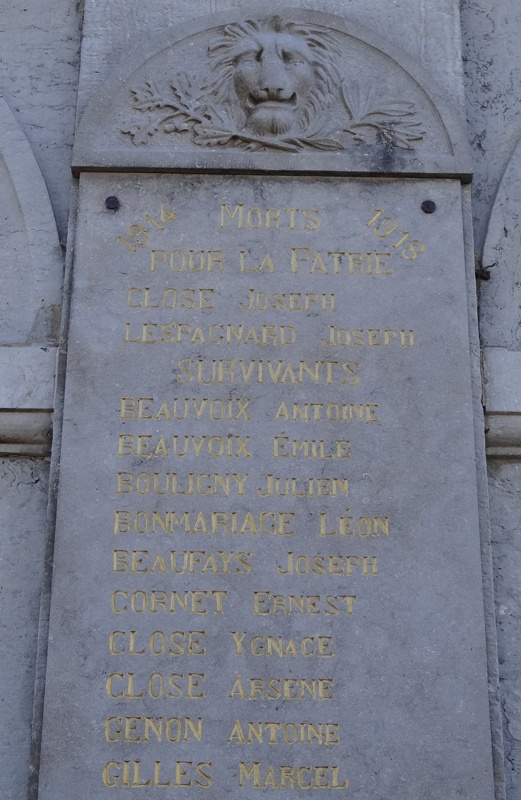 1914 MORTS 1918
POUR LA PATRIE
CLOSE JOSEPH
LESPAGNARD JOSEPH
SURVIVANTS
BEAUVOIX ANTOINE
BEAUVOIX ÉMILE
BOULIGNY JULIEN
BONMARIAGE LÉON
BEAUFAYS JOSEPH
CORNET ERNEST
CLOSE YGNACE
CLOSE ARSÈNE
GENON ANTOINE
GILLES MARCEL